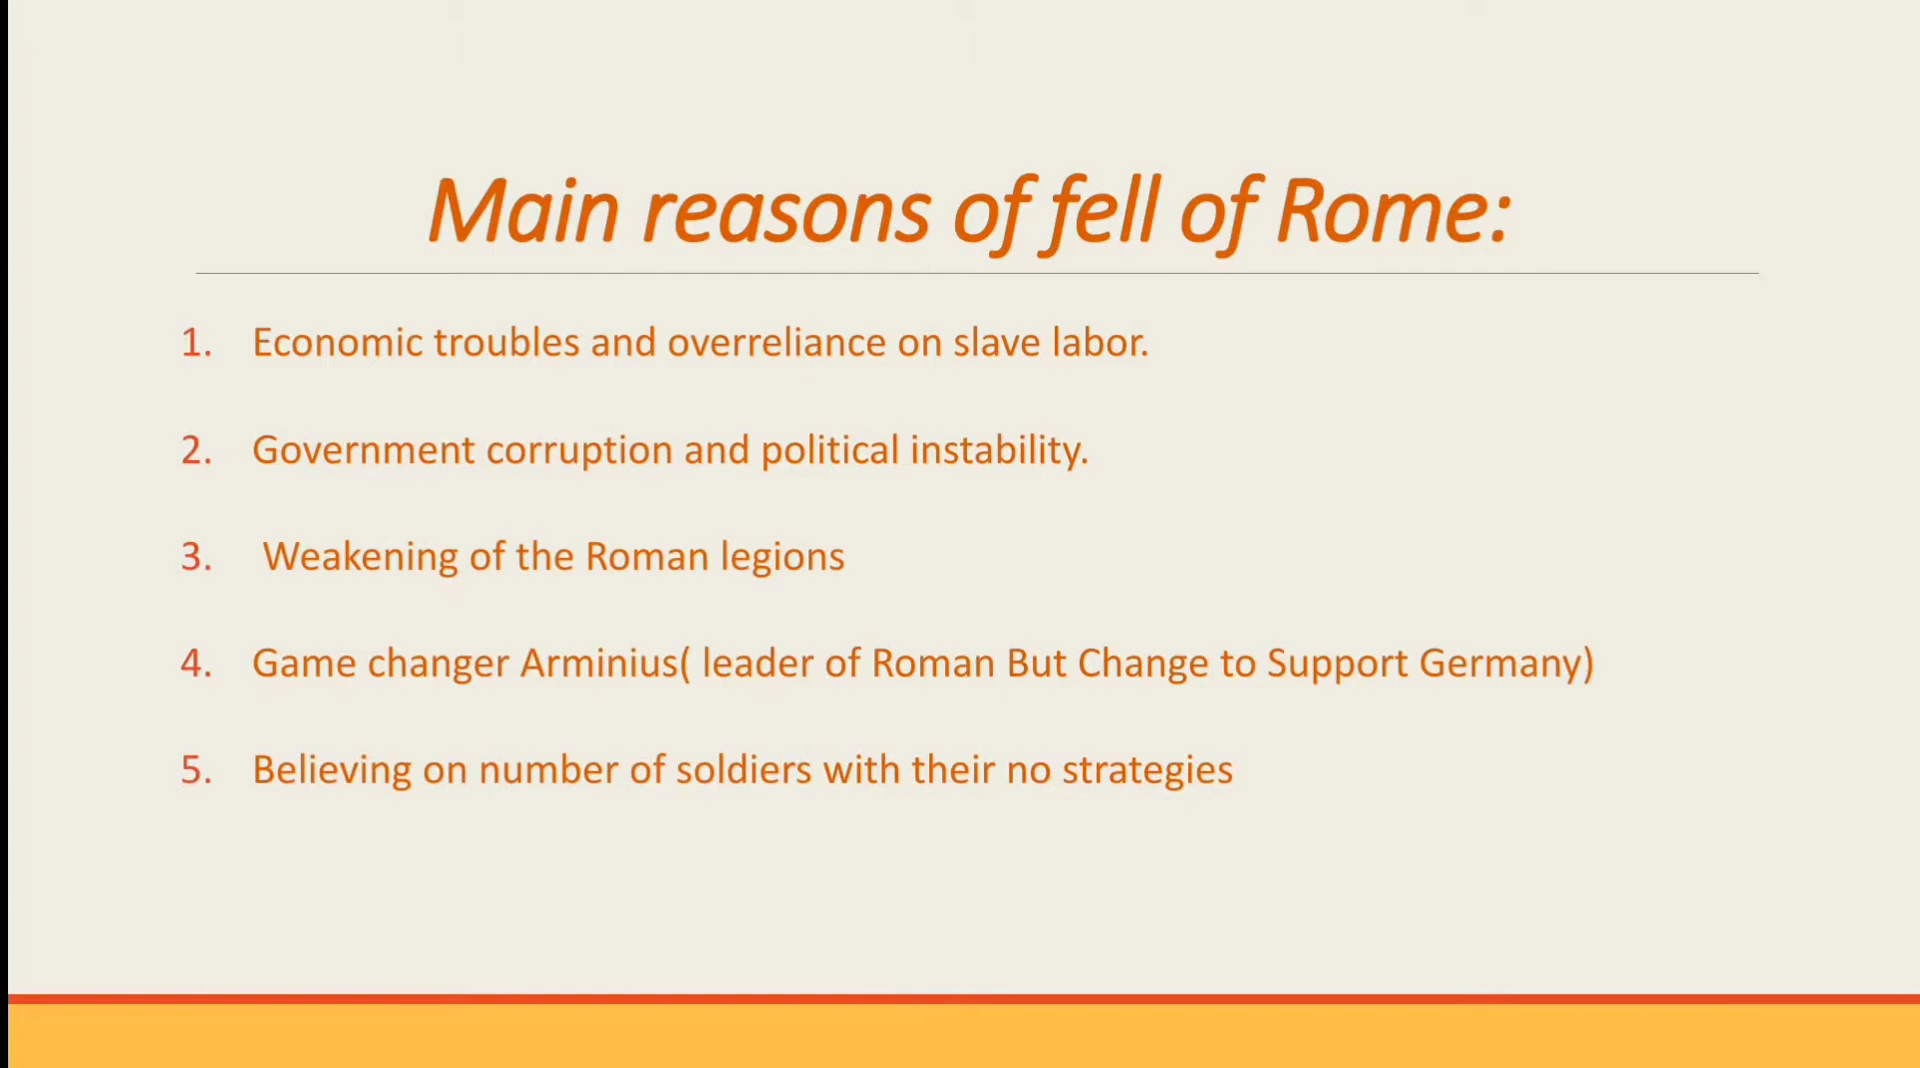 Main reasons of fell of Rome:
1. Economic troubles and overreliance on slave labor.
2. Government corruption and political instability.
3. Weakening of the Roman legions
4. Game changer Arminius( leader of Roman But Change to Support Germany)
5. Believing on number of soldiers with their no strategies